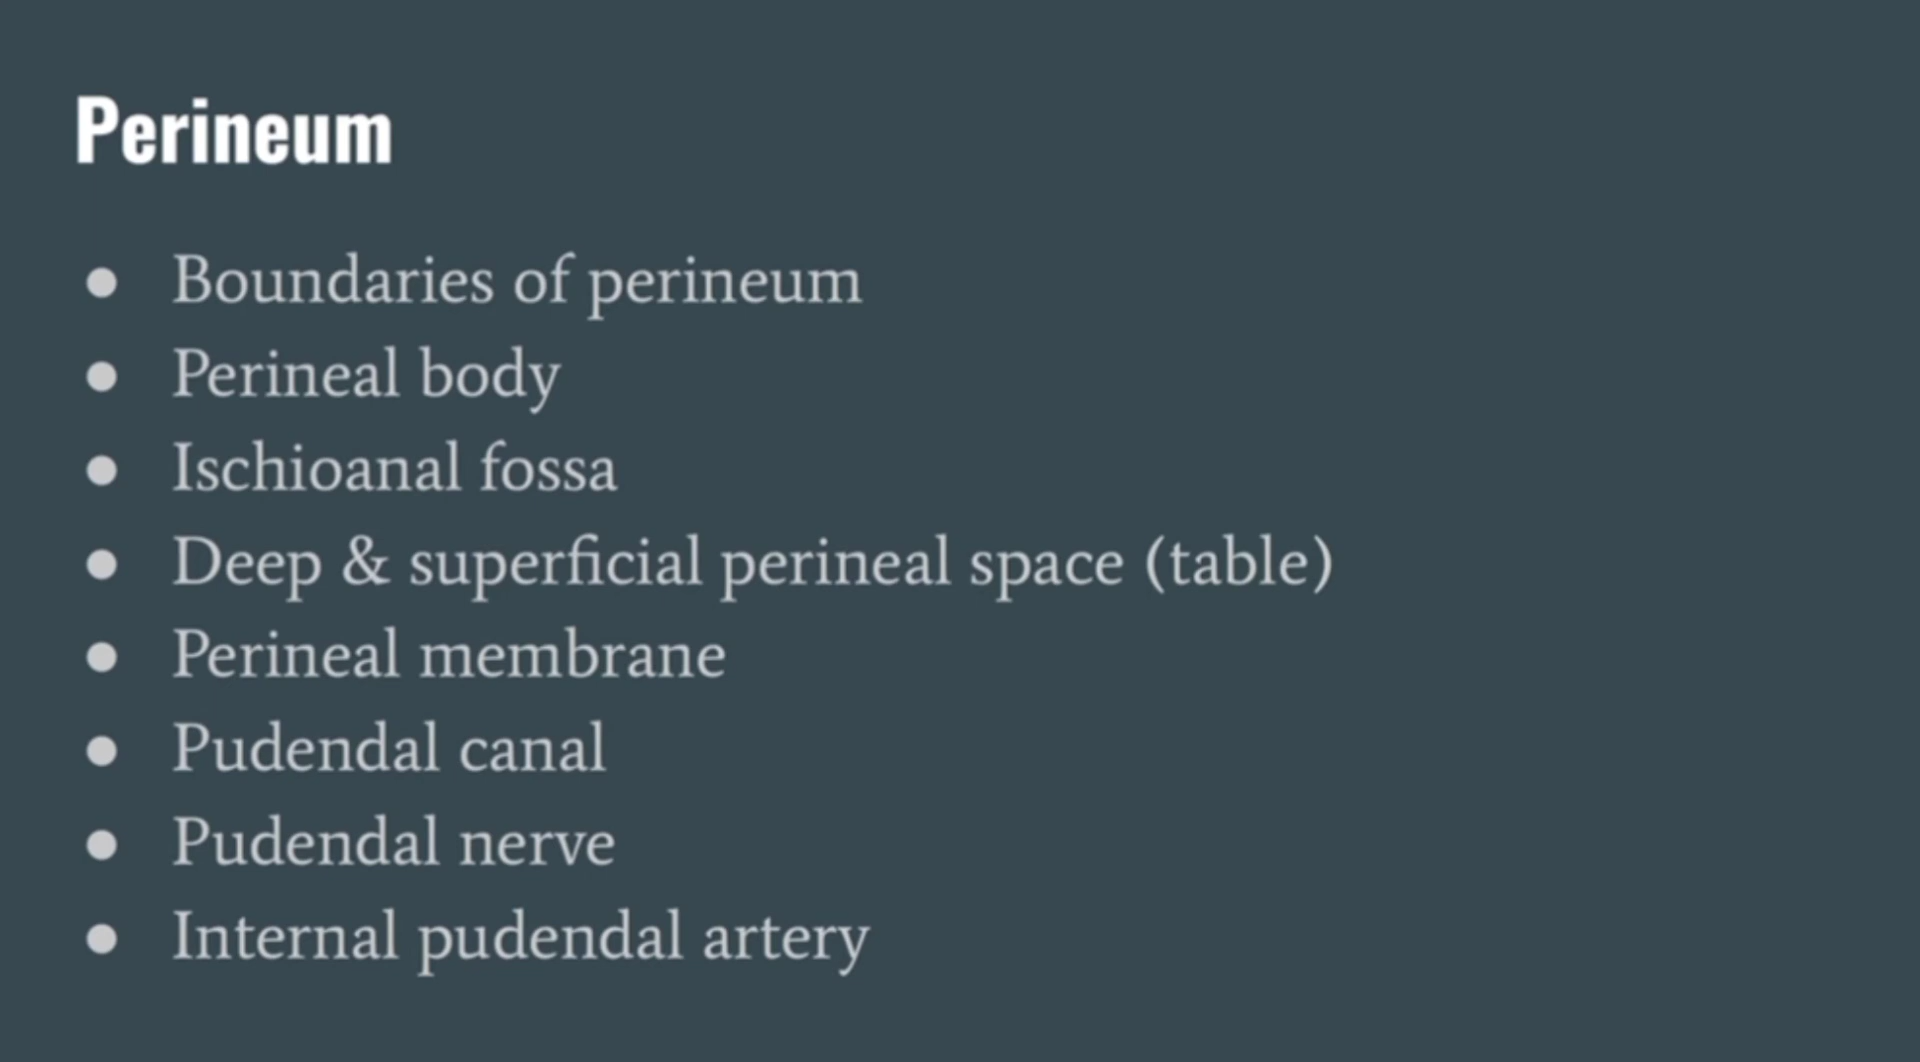 Perineum
● Boundaries of perineum
● Perineal body
● Ischioanal fossa
● Deep & superficial perineal space (table)
● Perineal membrane
● Pudendal canal
● Pudendal nerve
● Internal pudendal artery